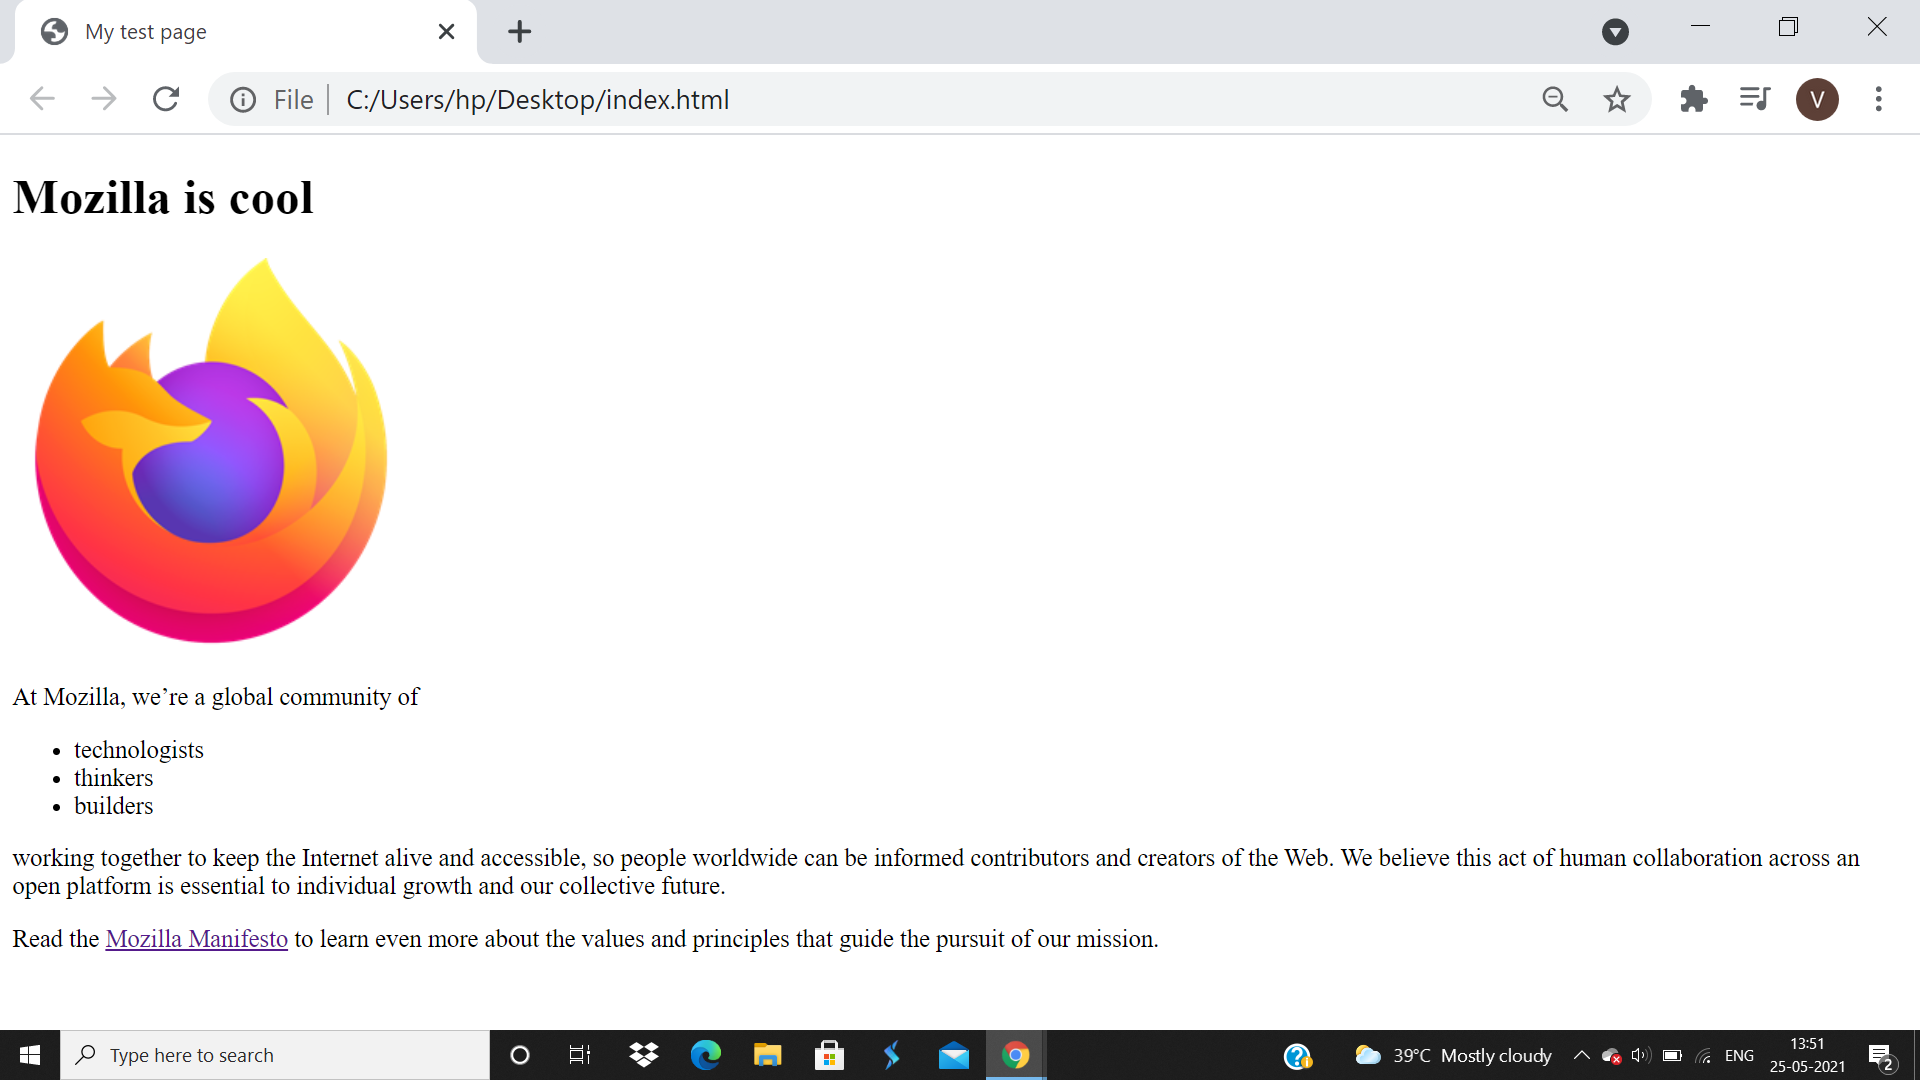 My test page
File
C:/Users/hp/Desktop/index.html
V
Mozilla is cool
At Mozilla, we’re a global community of
• technologists
• thinkers
• builders
working together to keep the Internet alive and accessible, so people worldwide can be informed contributors and creators of the Web. We believe this act of human collaboration across an
open platform is essential to individual growth and our collective future.
Read the Mozilla Manifesto to learn even more about the values and principles that guide the pursuit of our mission.
Type here to search
39°C Mostly cloudy
ENG
13:51
25-05-2021
2